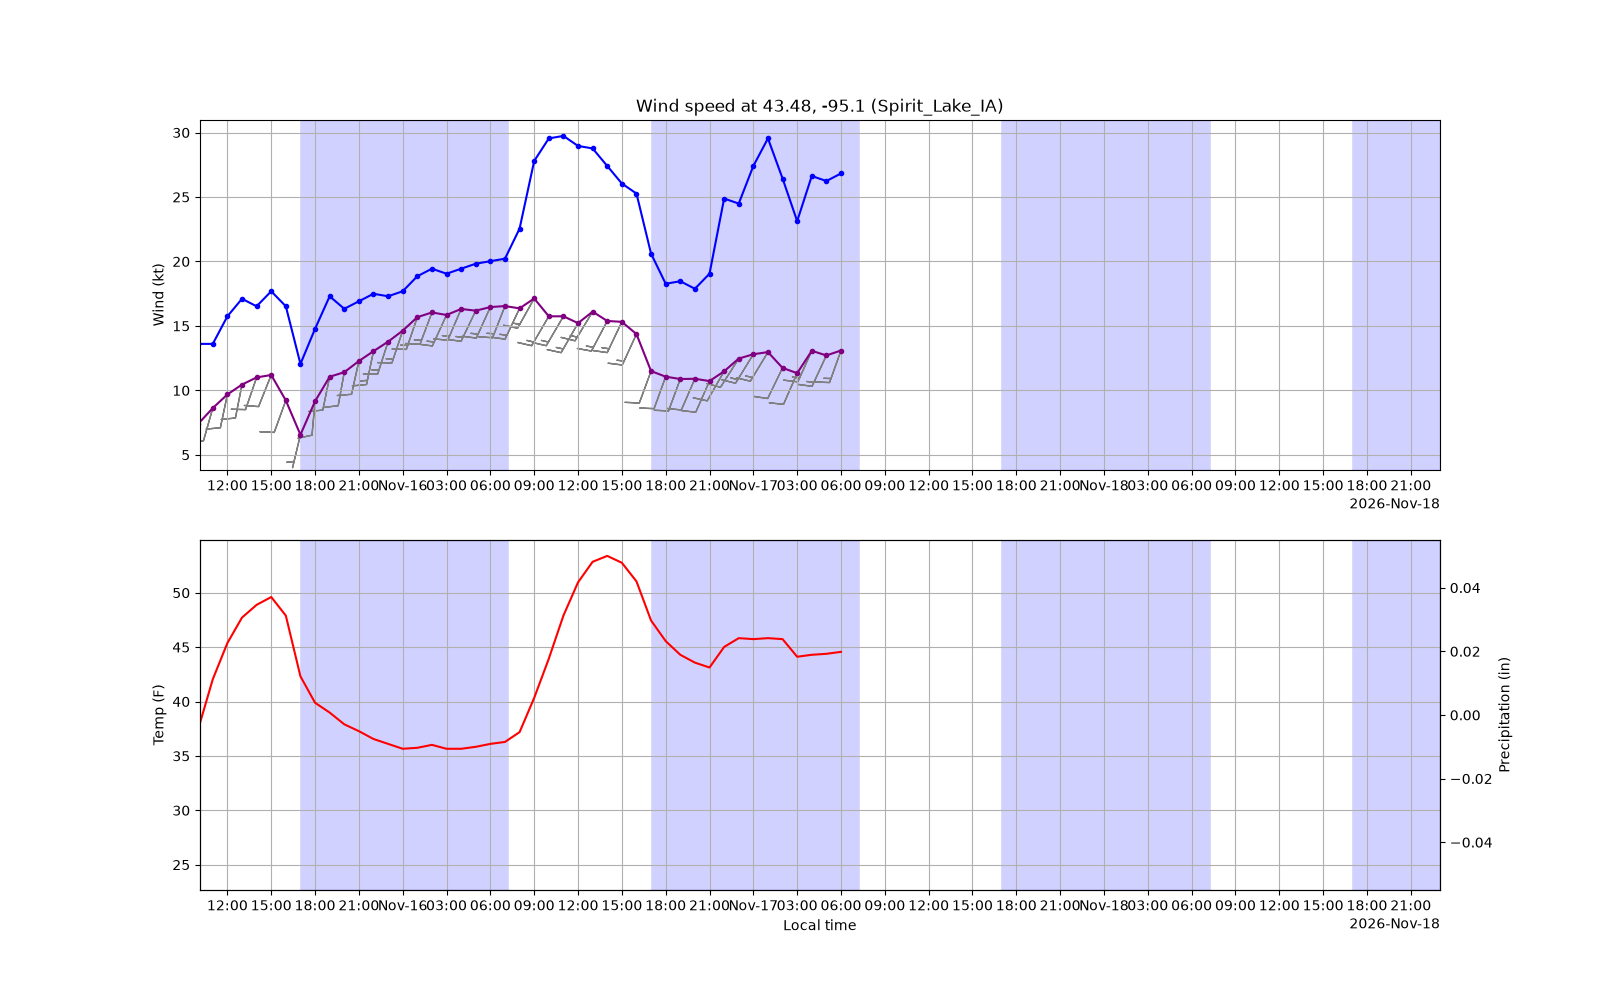 Wind speed at 43.48, -95.1 (Spirit_Lake_IA)
30
25
20
15
10
5
Wind (kt)
12:00 15:00 18:00 21:00 Nov-16 03:00 06:00 09:00 12:00 15:00 18:00 21:00 Nov-17 03:00 06:00 09:00 12:00 15:00 18:00 21:00 Nov-18 03:00 06:00 09:00 12:00 15:00 18:00 21:00
2026-Nov-18
50
45
40
35
30
25
Temp (F)
0.04
0.02
0.00
−0.02
−0.04
Precipitation (in)
12:00 15:00 18:00 21:00 Nov-16 03:00 06:00 09:00 12:00 15:00 18:00 21:00 Nov-17 03:00 06:00 09:00 12:00 15:00 18:00 21:00 Nov-18 03:00 06:00 09:00 12:00 15:00 18:00 21:00
2026-Nov-18
Local time